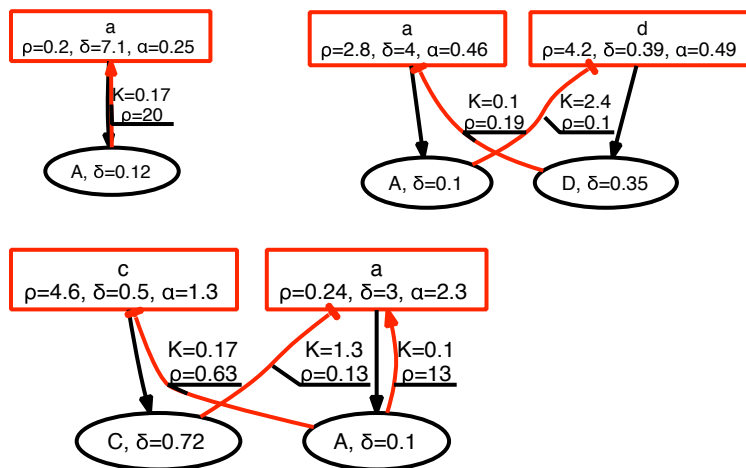 a
ρ=0.2, δ=7.1, α=0.25
K=0.17
ρ=20
A, δ=0.12
a
ρ=2.8, δ=4, α=0.46
d
ρ=4.2, δ=0.39, α=0.49
K=0.1
ρ=0.19
K=2.4
ρ=0.1
A, δ=0.1
D, δ=0.35
c
ρ=4.6, δ=0.5, α=1.3
a
ρ=0.24, δ=3, α=2.3
K=0.17
ρ=0.63
K=1.3
ρ=0.13
K=0.1
ρ=13
C, δ=0.72
A, δ=0.1